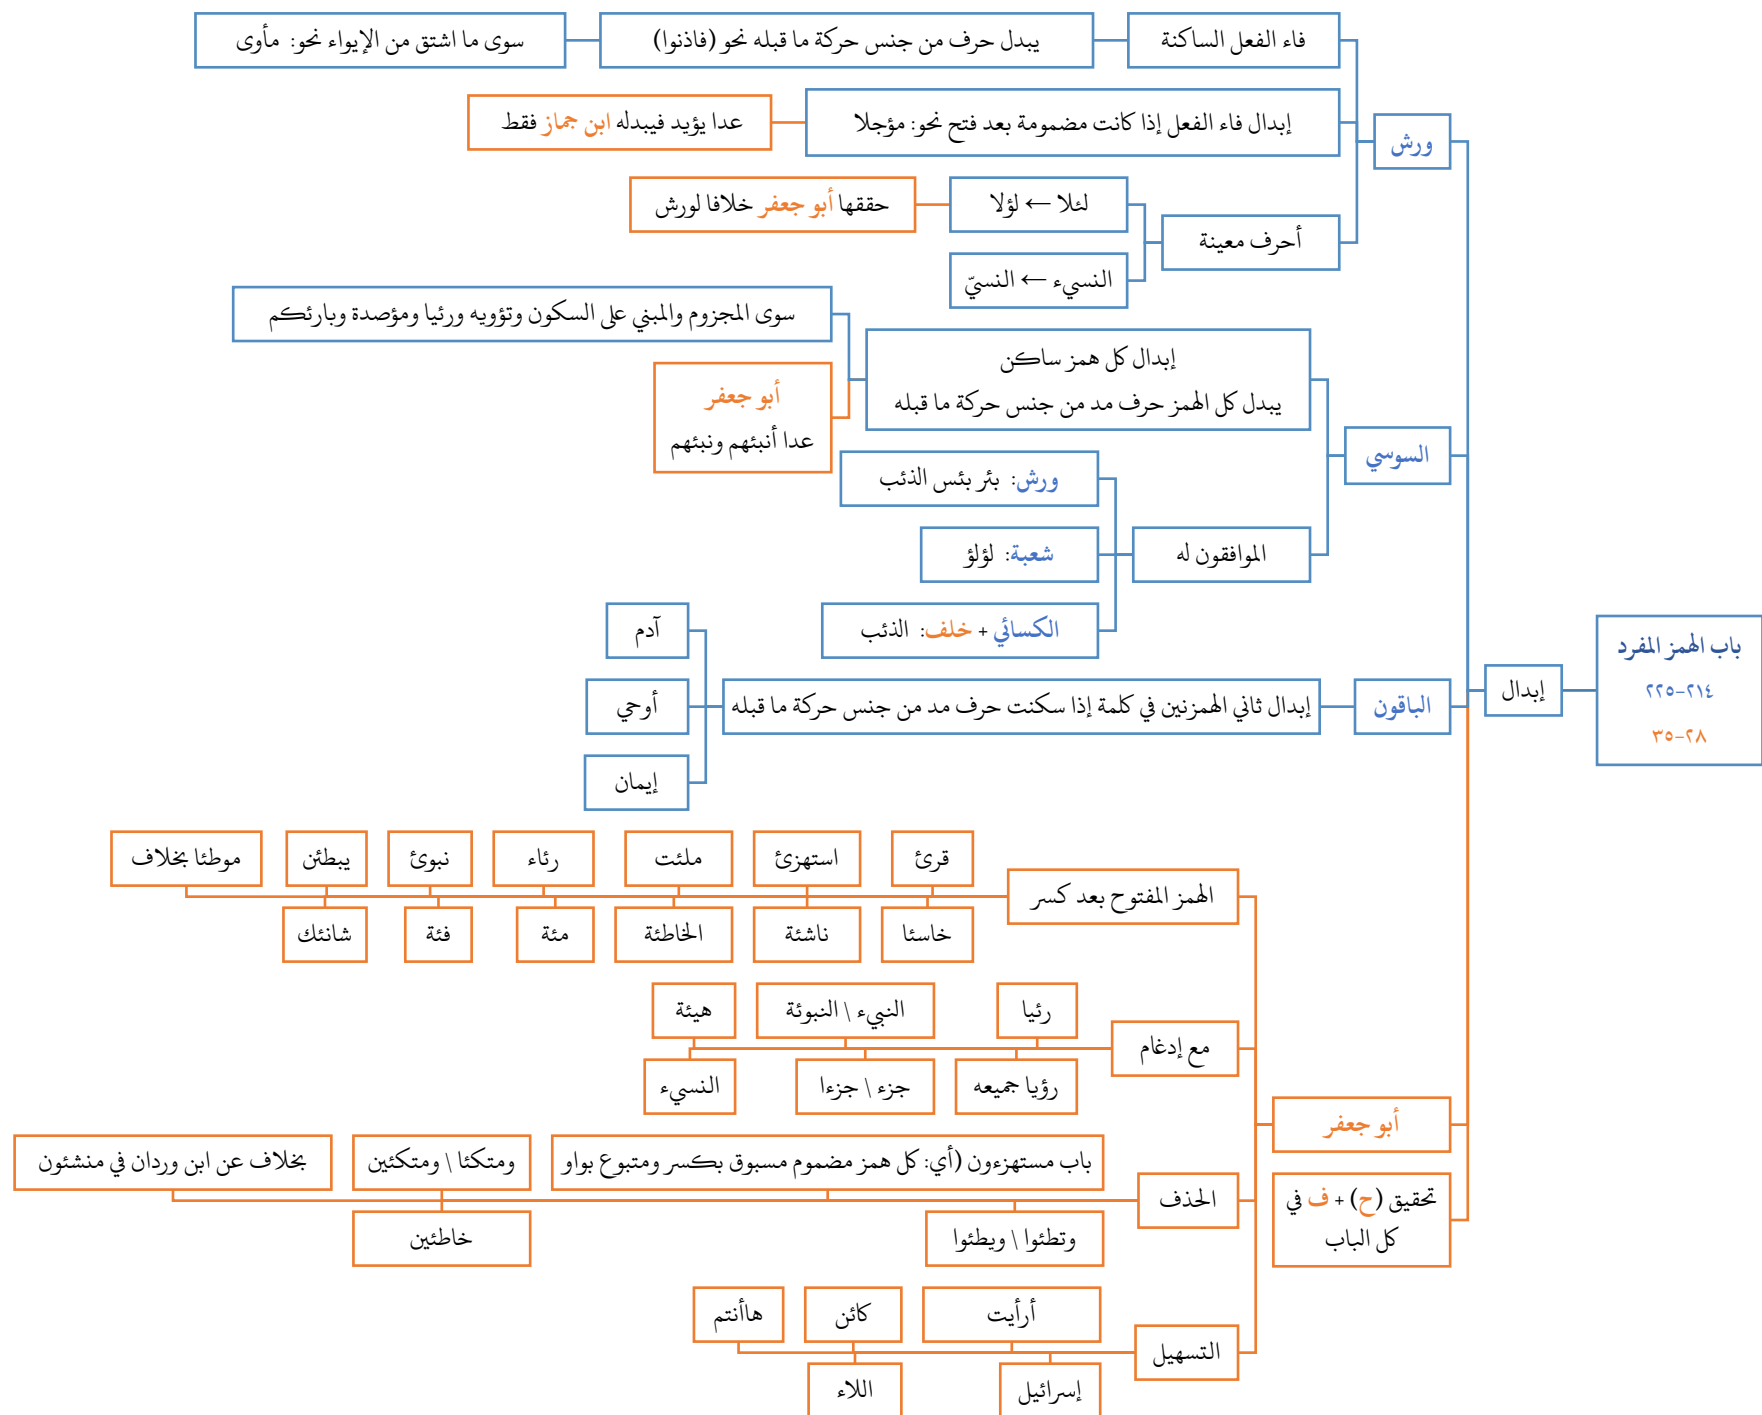 باب الهمز المفرد
٢١٤-٢٢٥
٢٨-٣٥
إبدال
ورش
فاء الفعل الساكنة
يبدل حرف من جنس حركة ما قبله نحو (فاذنوا)
سوى ما اشتق من الإيواء نحو: مأوى
إبدال فاء الفعل إذا كانت مضمومة بعد فتح نحو: مؤجلا
عدا يؤيد فيبدله ابن جماز فقط
أحرف معينة
لئلا ← لؤلا
حققها أبو جعفر خلافا لورش
النسيء ← النسيّ
السوسي
إبدال كل همز ساكن
يبدل كل الهمز حرف مد من جنس حركة ما قبله
سوى المجزوم والمبني على السكون وتؤويه ورئيا ومؤصدة وبارئكم
أبو جعفر
عدا أنبئهم ونبئهم
الموافقون له
ورش: بئر بئس الذئب
شعبة: لؤلؤ
الكسائي + خلف: الذئب
الباقون
إبدال ثاني الهمزنين في كلمة إذا سكنت حرف مد من جنس حركة ما قبله
آدم
أوحي
إيمان
أبو جعفر
الهمز المفتوح بعد كسر
قرئ
استهزئ
ملئت
رئاء
نبوئ
يبطئن
موطئا بخلاف
خاسئا
ناشئة
الخاطئة
مئة
فئة
شانئك
مع إدغام
رئيا
النبيء \ النبوئة
هيئة
رؤيا جميعه
جزء \ جزءا
النسيء
الحذف
باب مستهزءون (أي: كل همز مضموم مسبوق بكسر ومتبوع بواو
ومتكئا \ ومتكئين
بخلاف عن ابن وردان في منشئون
وتطئوا \ ويطئوا
خاطئين
التسهيل
أرأيت
كائن
هاأنتم
إسرائيل
اللاء
تحقيق (ح) + ف في
كل الباب